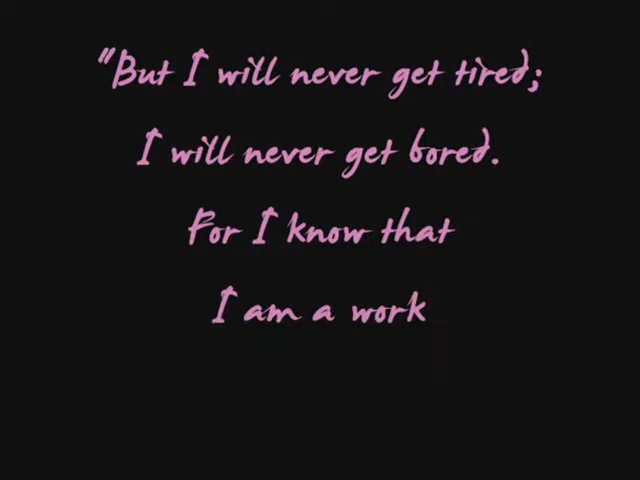 "But I will never get tired;
I will never get bored.
For I know that
I am a work